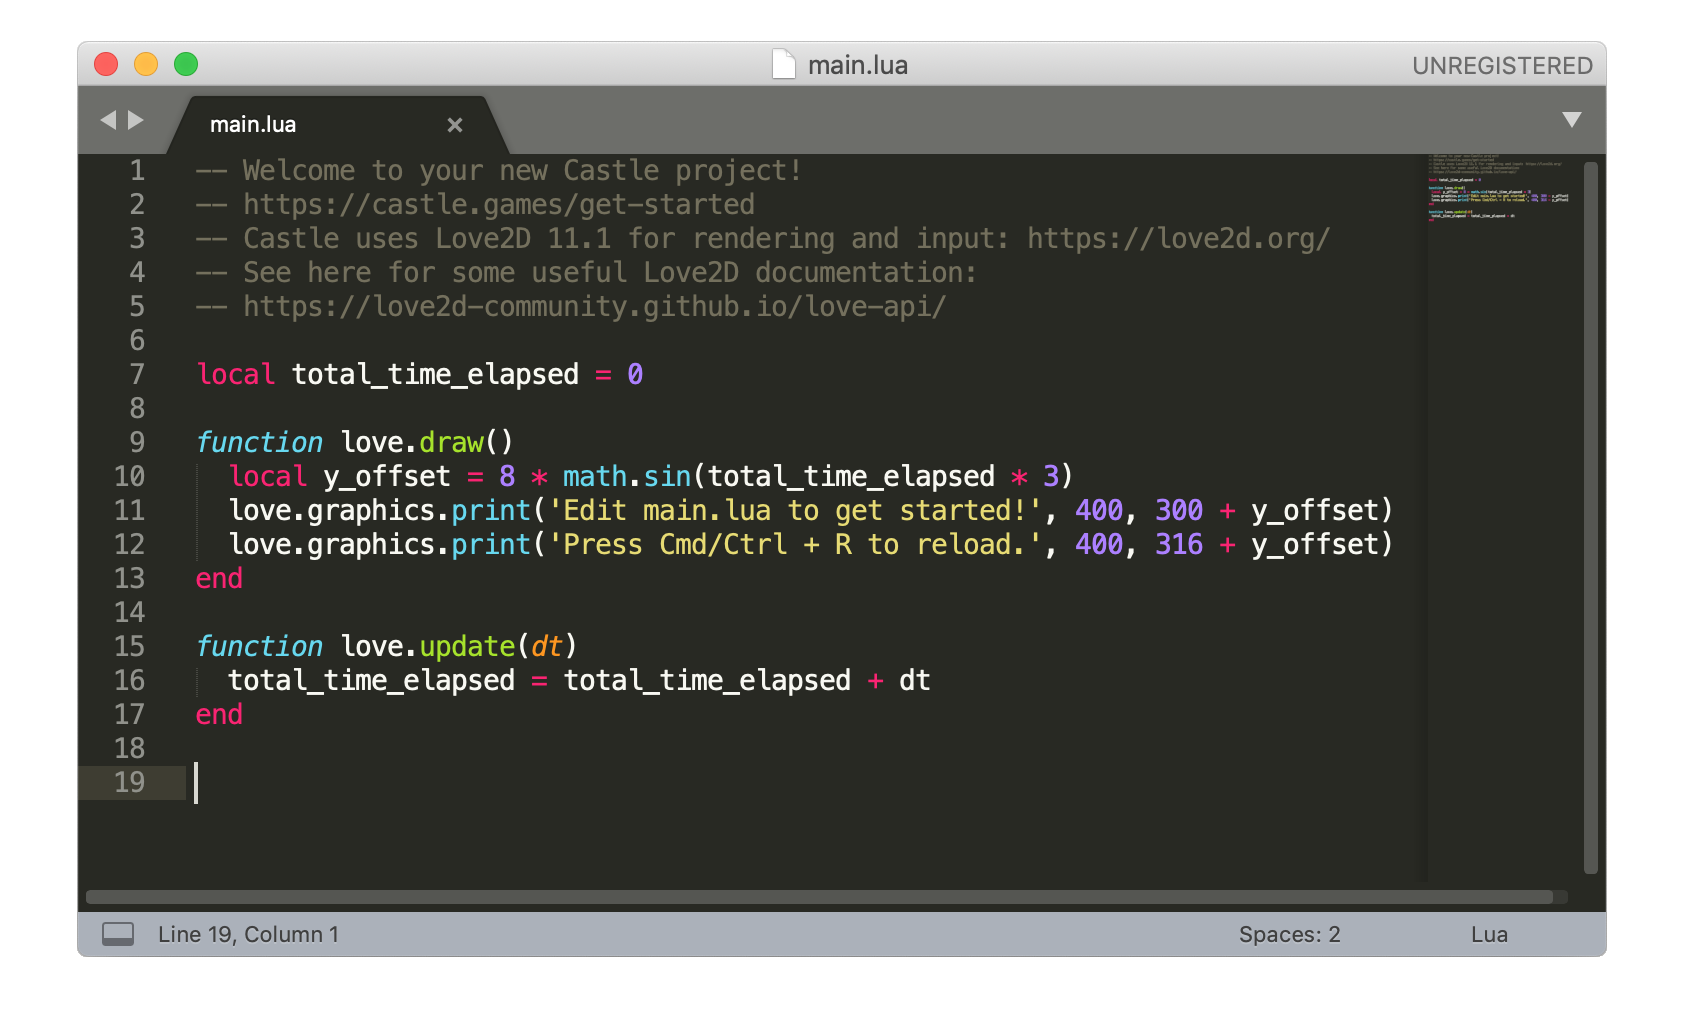 main.lua
UNREGISTERED
main.lua ×
1 -- Welcome to your new Castle project!
2 -- https://castle.games/get-started
3 -- Castle uses Love2D 11.1 for rendering and input: https://love2d.org/
4 -- See here for some useful Love2D documentation:
5 -- https://love2d-community.github.io/love-api/
6
7 local total_time_elapsed = 0
8
9 function love.draw()
10   local y_offset = 8 * math.sin(total_time_elapsed * 3)
11   love.graphics.print('Edit main.lua to get started!', 400, 300 + y_offset)
12   love.graphics.print('Press Cmd/Ctrl + R to reload.', 400, 316 + y_offset)
13 end
14
15 function love.update(dt)
16   total_time_elapsed = total_time_elapsed + dt
17 end
18
19
Line 19, Column 1
Spaces: 2
Lua